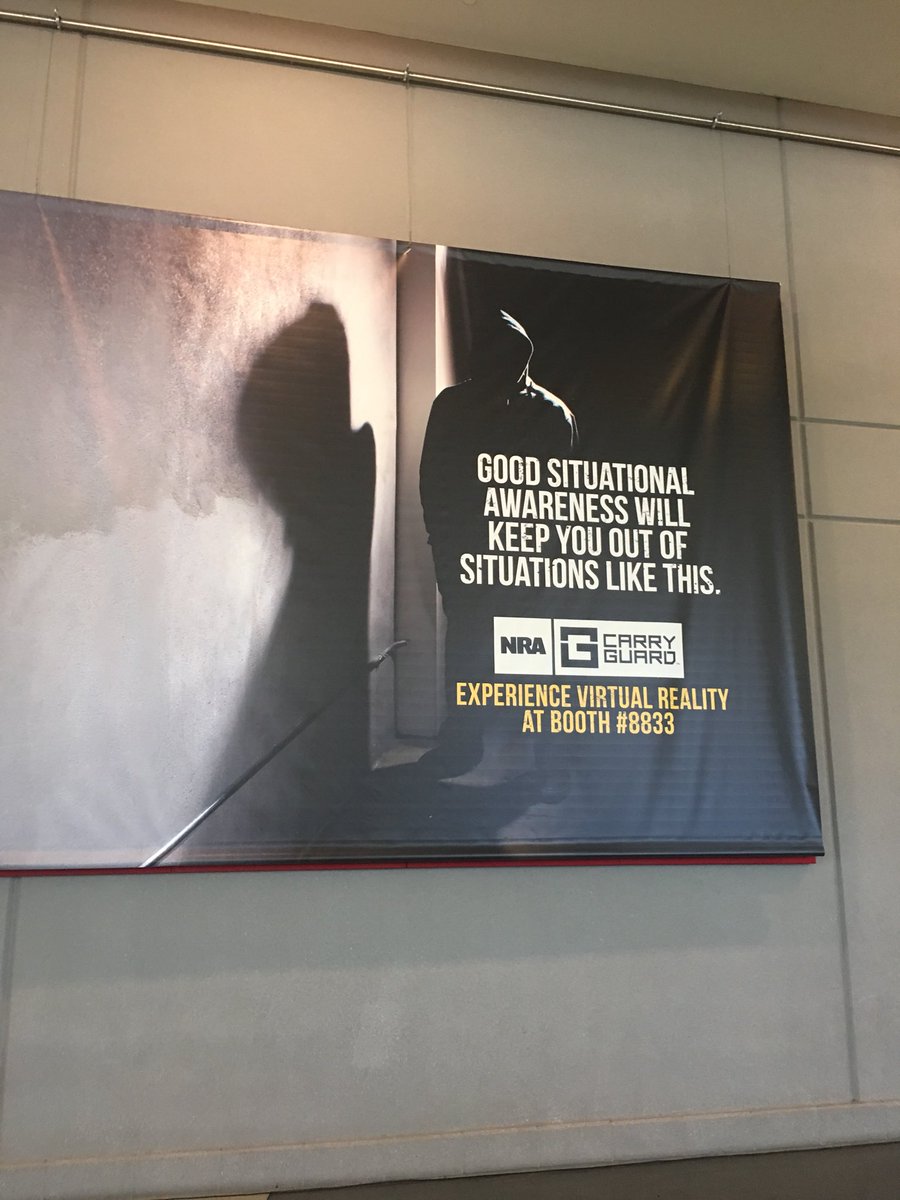 GOOD SITUATIONAL
AWARENESS WILL
KEEP YOU OUT OF
SITUATIONS LIKE THIS.
NRA CARRY
GUARD™
EXPERIENCE VIRTUAL REALITY
AT BOOTH #8833